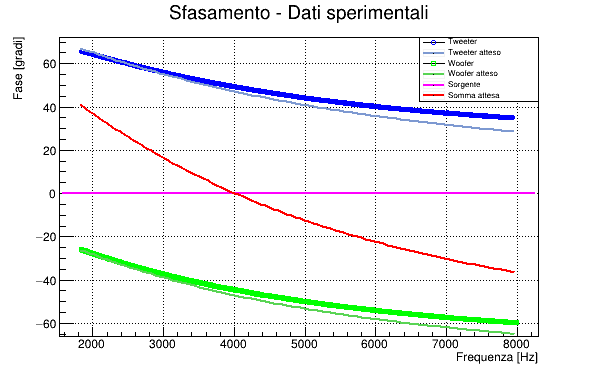 Sfasamento - Dati sperimentali
Fase [gradi]
Tweeter
Tweeter atteso
Woofer
Woofer atteso
Sorgente
Somma attesa
60
40
20
0
−20
−40
−60
2000 3000 4000 5000 6000 7000 8000
Frequenza [Hz]